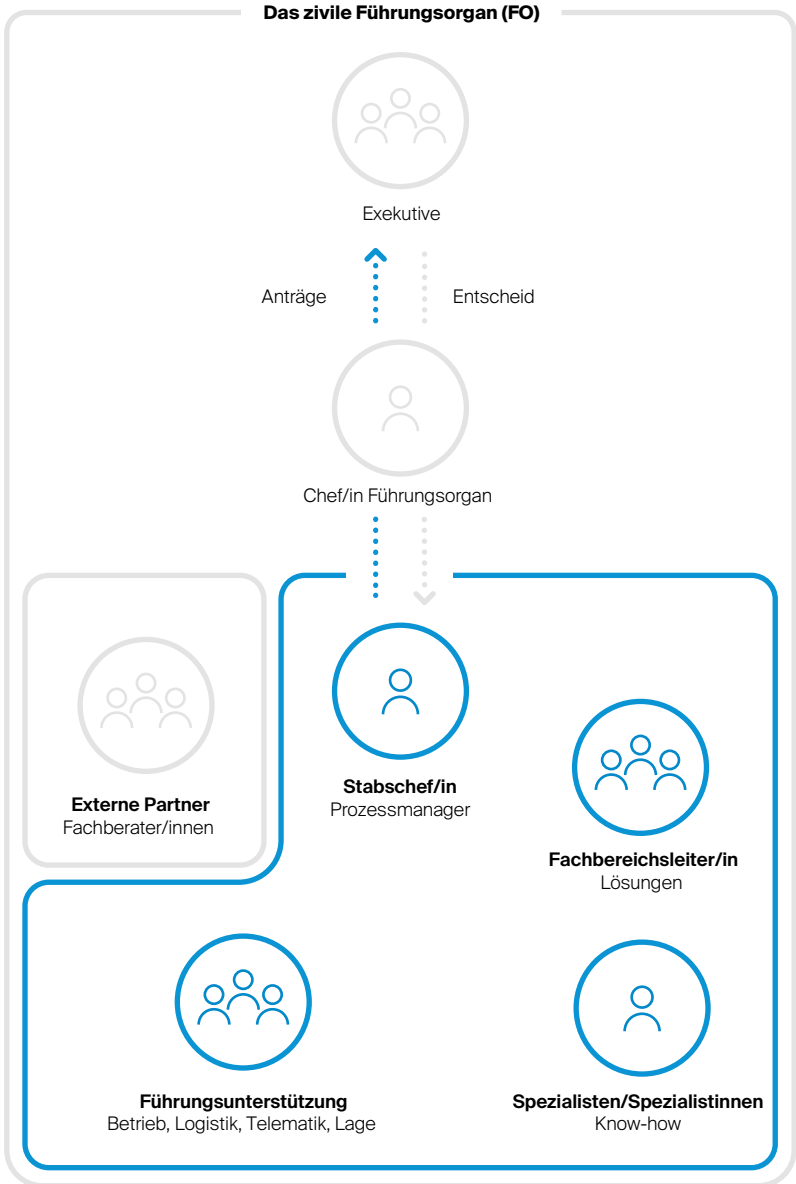 Das zivile Führungsorgan (FO)
Exekutive
Anträge
Entscheid
Chef/in Führungsorgan
Stabschef/in
Prozessmanager
Externe Partner
Fachberater/innen
Fachbereichsleiter/in
Lösungen
Führungsunterstützung
Betrieb, Logistik, Telematik, Lage
Spezialisten/Spezialistinnen
Know-how